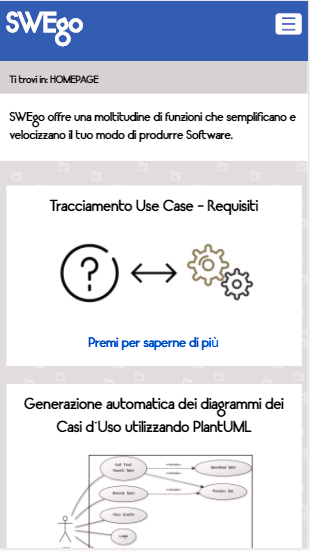 SWEgo
Ti trovi in: HOMEPAGE
SWEgo offre una moltitudine di funzioni che semplificano e
velocizzano il tuo modo di produrre Software.
Tracciamento Use Case - Requisiti
?
Premi per saperne di più
Generazione automatica dei diagrammi dei
Casi d'Uso utilizzando PlantUML
Login